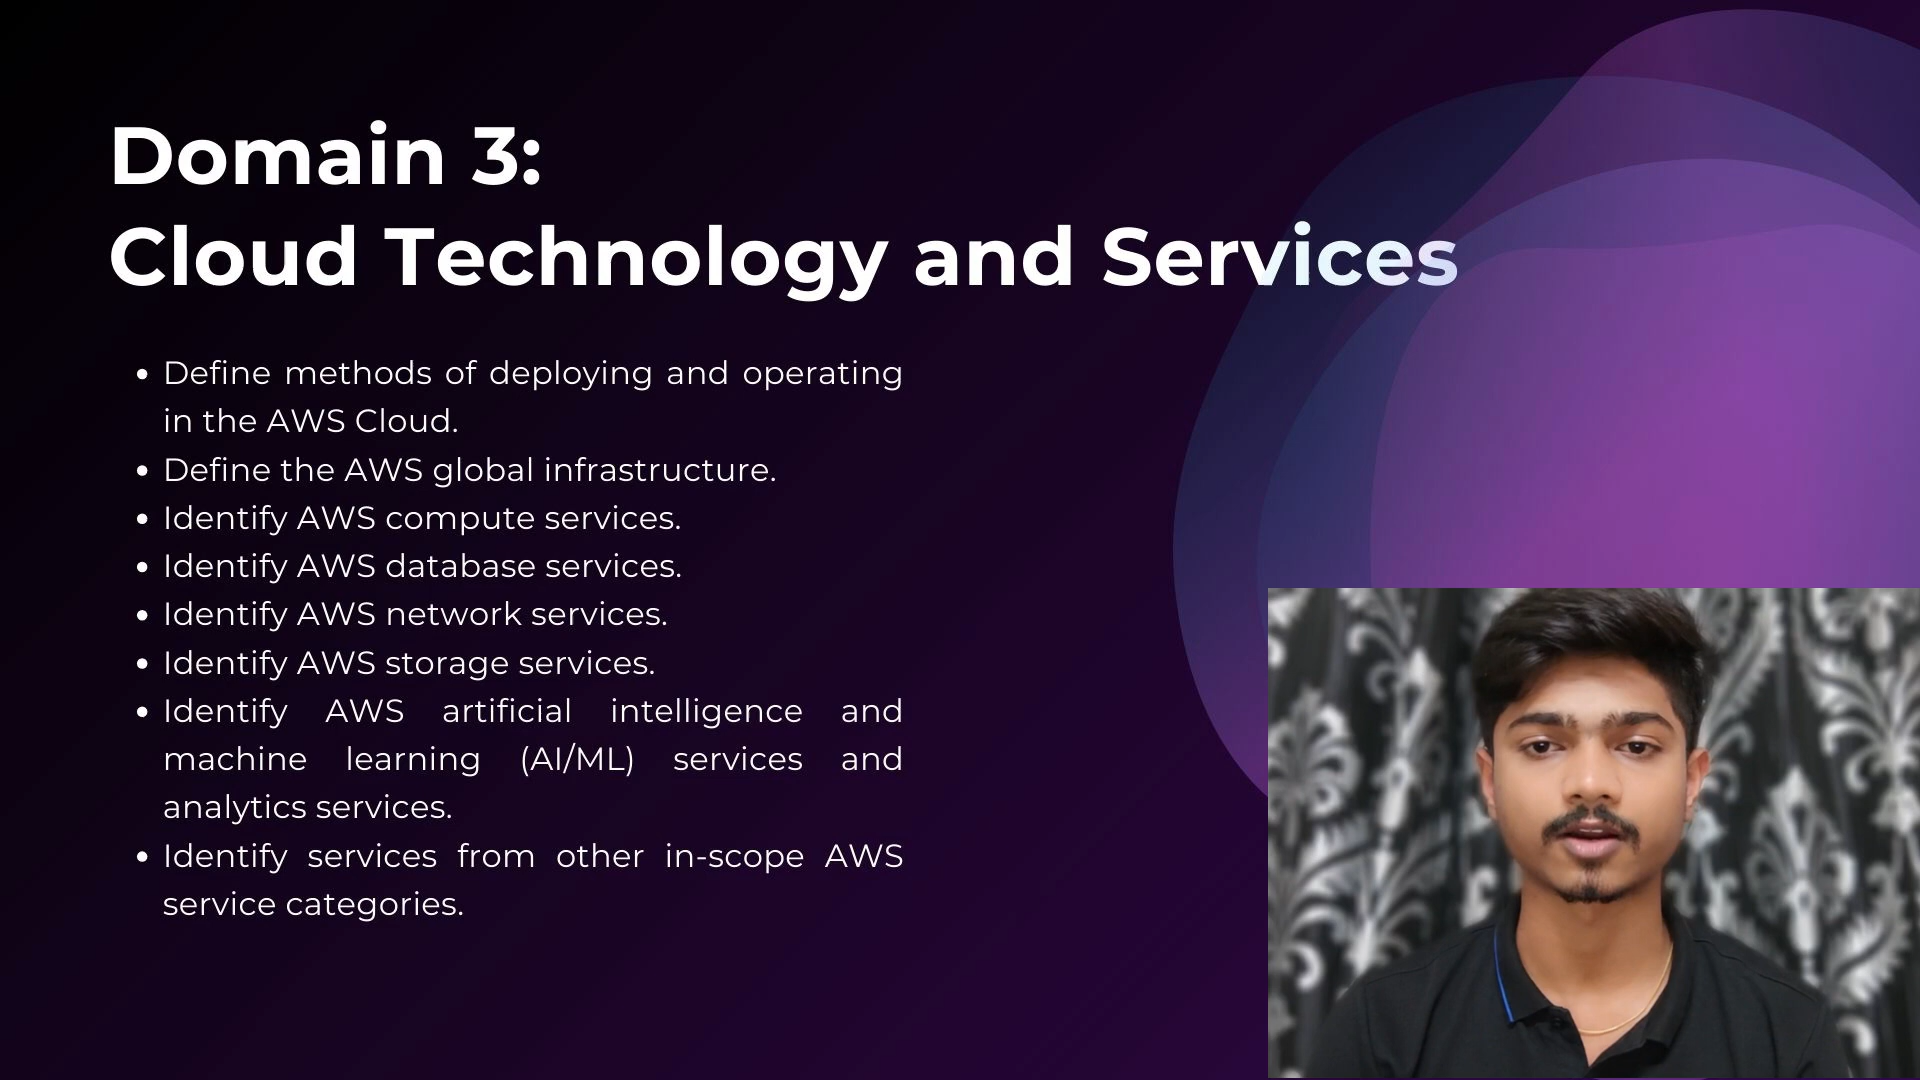 Domain 3:
Cloud Technology and Services
• Define methods of deploying and operating
in the AWS Cloud.
• Define the AWS global infrastructure.
• Identify AWS compute services.
• Identify AWS database services.
• Identify AWS network services.
• Identify AWS storage services.
• Identify AWS artificial intelligence and
machine learning (AI/ML) services and
analytics services.
• Identify services from other in-scope AWS
service categories.